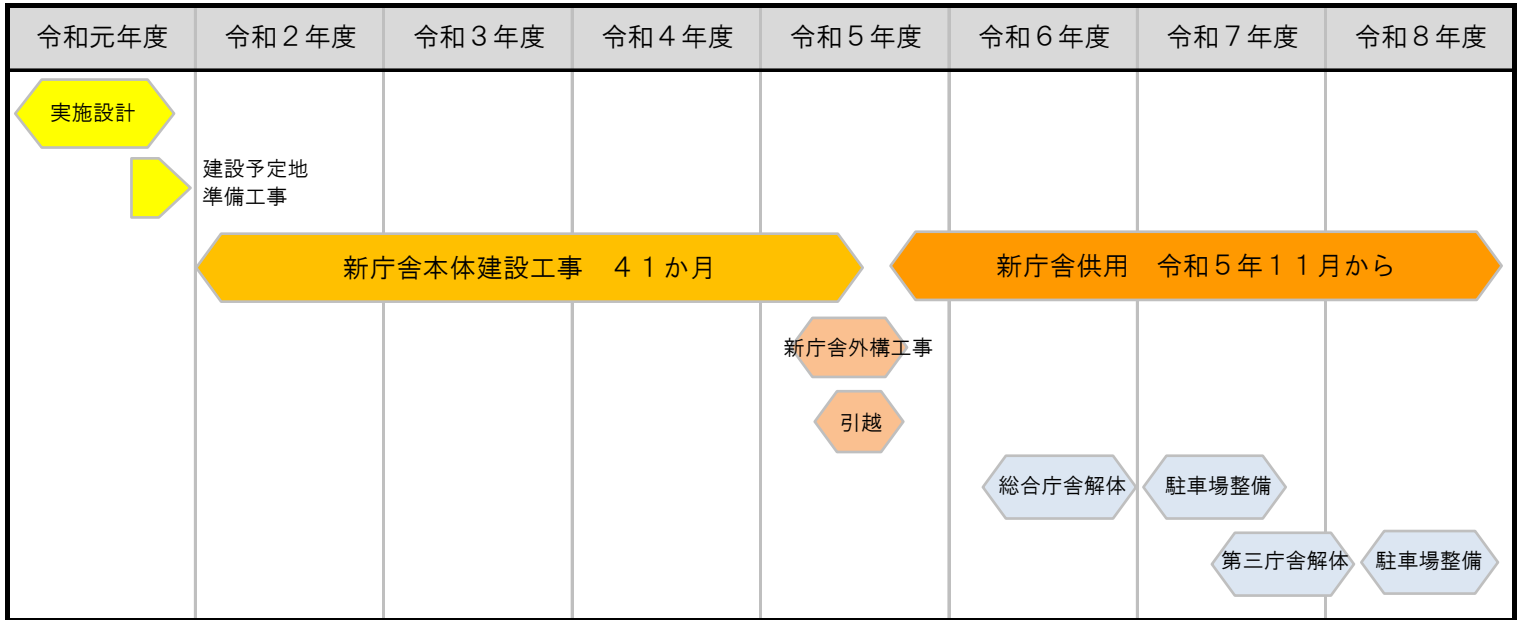 令和元年度 令和２年度 令和３年度 令和４年度 令和５年度 令和６年度 令和７年度 令和８年度
実施設計
建設予定地
準備工事
新庁舎本体建設工事　４１か月
新庁舎供用　令和５年１１月から
新庁舎外構工事
引越
総合庁舎解体
駐車場整備
第三庁舎解体
駐車場整備